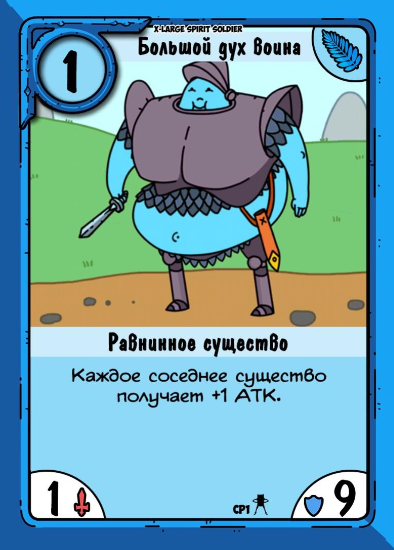 X-LARGE SPIRIT SOLDIER
1
Большой дух воина
Равнинное существо
Каждое соседнее существо
получает +1 АТК.
1
CP1
9